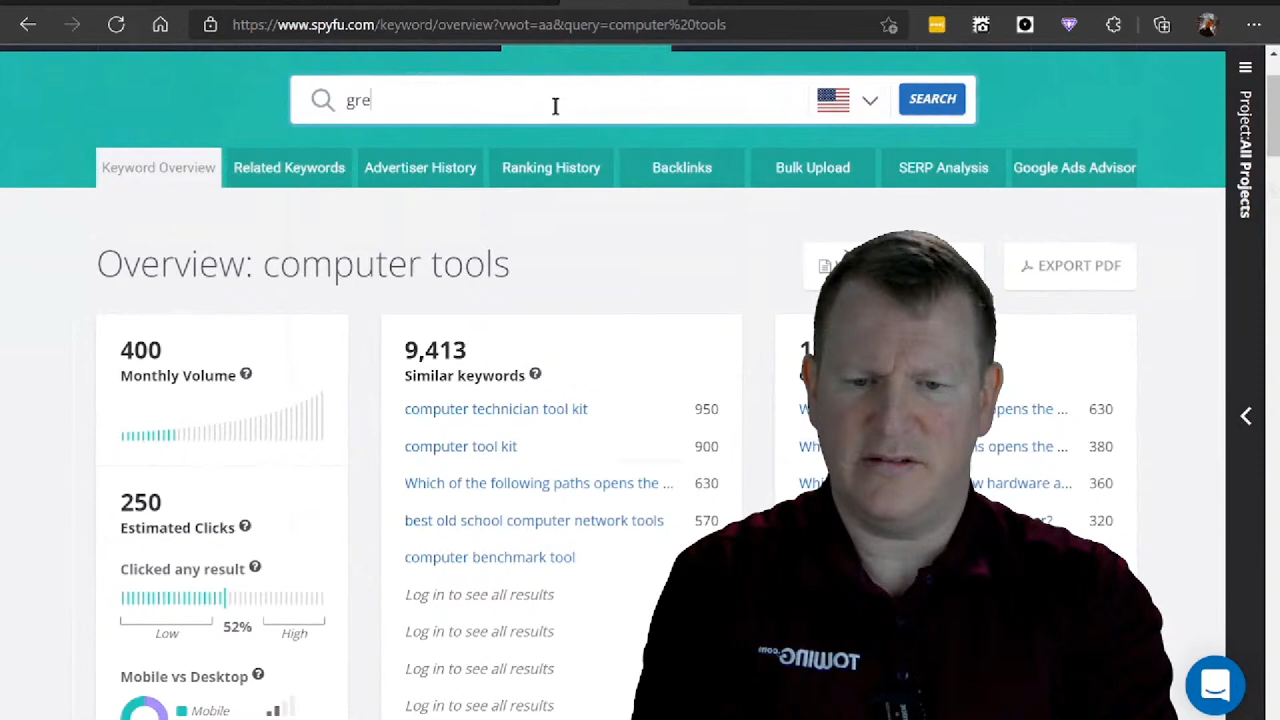 https://www.spyfu.com/keyword/overview?vwot=aa&query=computer%20tools
gre
SEARCH
Keyword Overview
Related Keywords
Advertiser History
Ranking History
Backlinks
Bulk Upload
SERP Analysis
Google Ads Advisor
Project:All Projects
Overview: computer tools
EXPORT PDF
400
Monthly Volume
250
Estimated Clicks
Clicked any result
Low
52%
High
Mobile vs Desktop
Mobile
9,413
Similar keywords
computer technician tool kit 950
computer tool kit 900
Which of the following paths opens the ... 630
best old school computer network tools 570
computer benchmark tool
Log in to see all results
Log in to see all results
Log in to see all results
Log in to see all results
opens the ... 630
opens the ... 380
hardware a... 360
320
TOWING.com